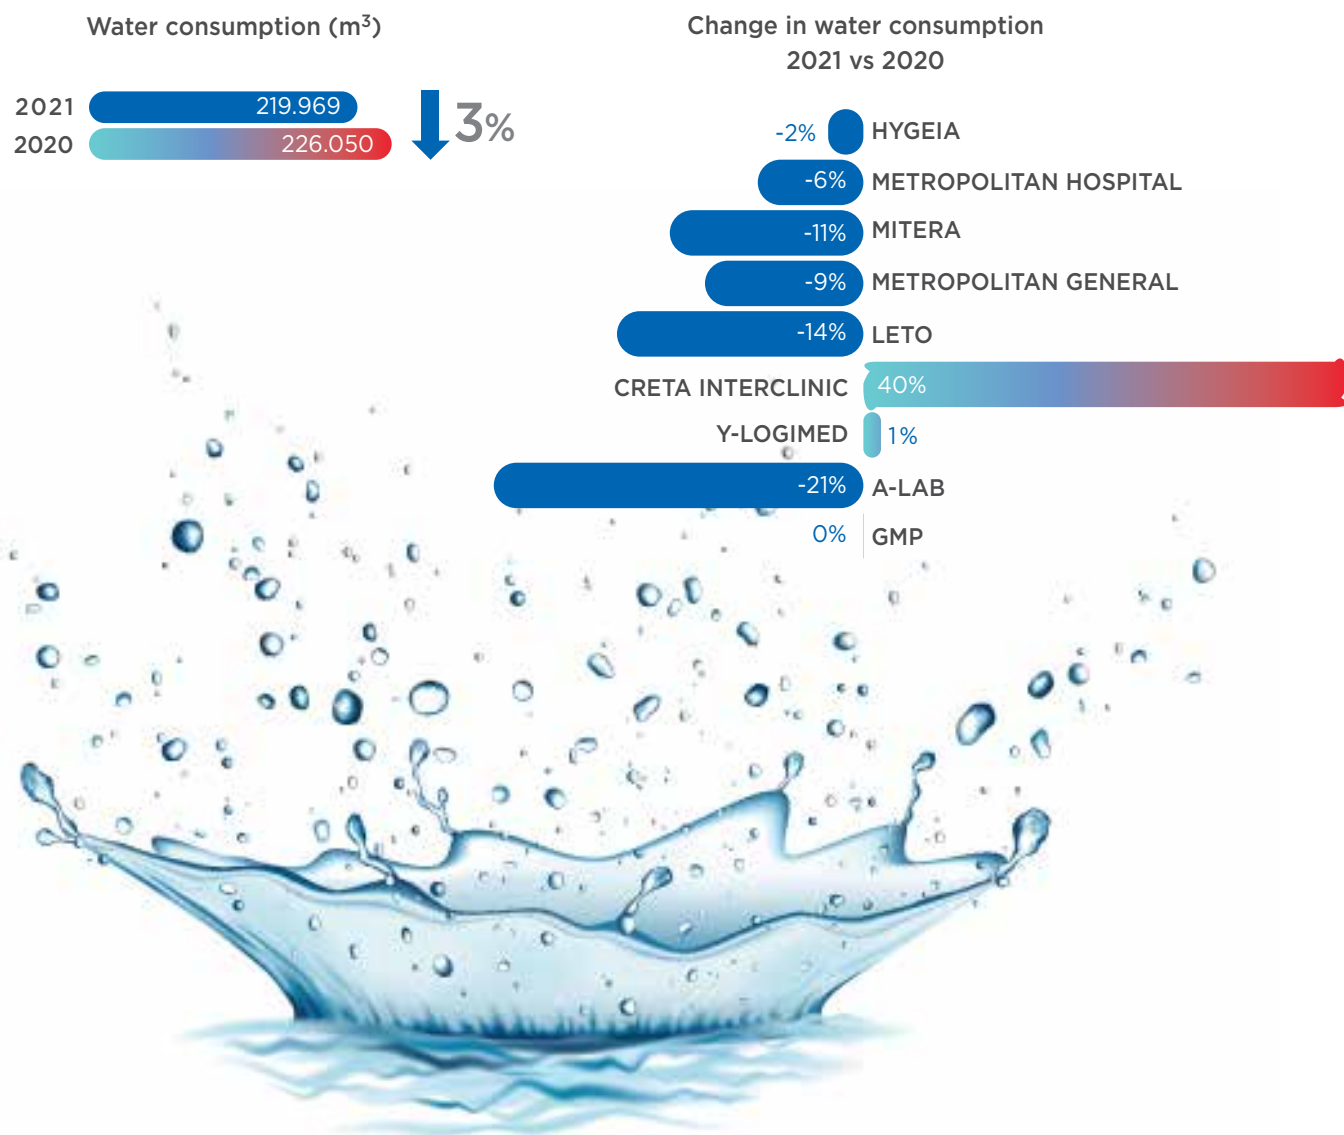 Water consumption (m³)
2021 219.969
2020 226.050
3%
Change in water consumption
2021 vs 2020
-2% HYGEIA
-6% METROPOLITAN HOSPITAL
-11% MITERA
-9% METROPOLITAN GENERAL
-14% LETO
CRETA INTERCLINIC 40%
Y-LOGIMED 1%
-21% A-LAB
0% GMP